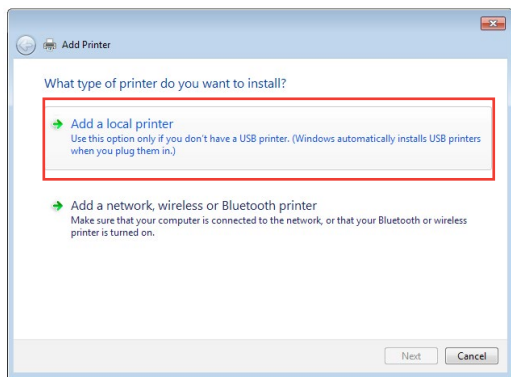 Add Printer
What type of printer do you want to install?
Add a local printer
Use this option only if you don't have a USB printer. (Windows automatically installs USB printers
when you plug them in.)
Add a network, wireless or Bluetooth printer
Make sure that your computer is connected to the network, or that your Bluetooth or wireless
printer is turned on.
Next Cancel